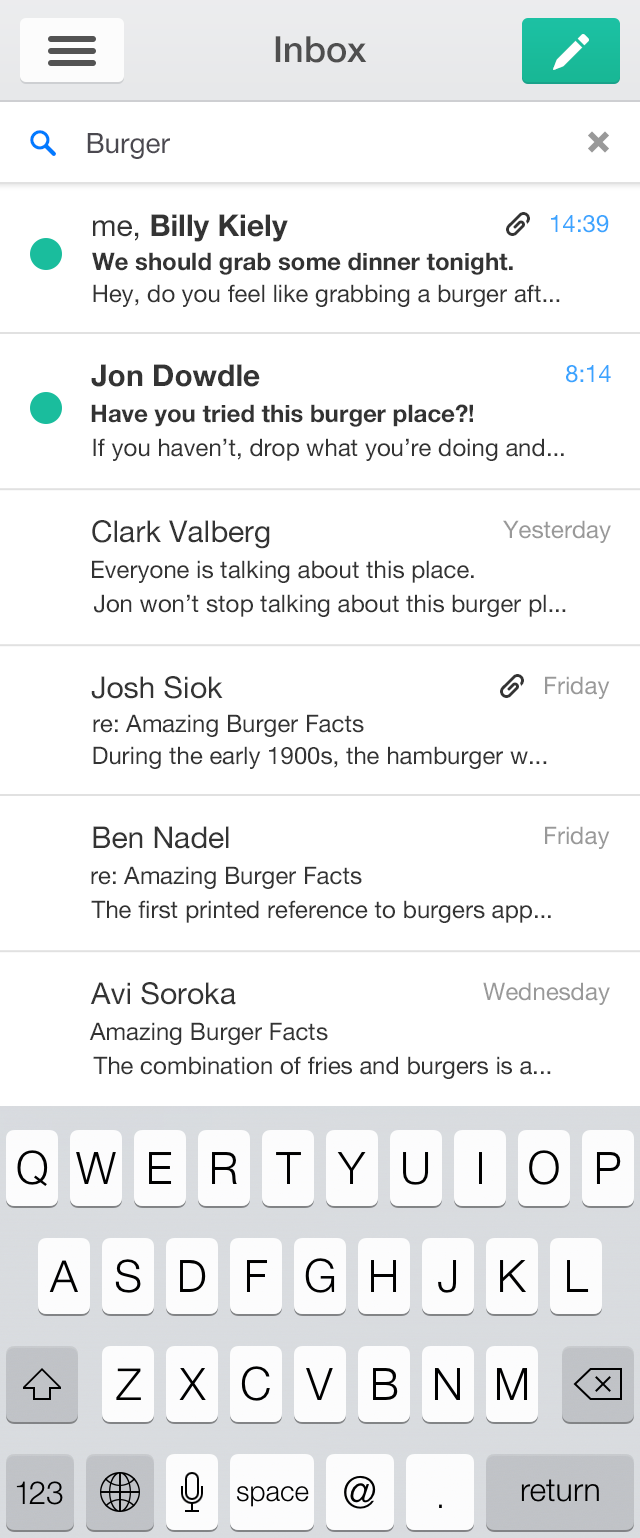 Inbox
Burger
me, Billy Kiely 14:39
We should grab some dinner tonight.
Hey, do you feel like grabbing a burger aft...
Jon Dowdle 8:14
Have you tried this burger place?!
If you haven’t, drop what you’re doing and...
Clark Valberg Yesterday
Everyone is talking about this place.
Jon won’t stop talking about this burger pl...
Josh Siok Friday
re: Amazing Burger Facts
During the early 1900s, the hamburger w...
Ben Nadel Friday
re: Amazing Burger Facts
The first printed reference to burgers app...
Avi Soroka Wednesday
Amazing Burger Facts
The combination of fries and burgers is a...
Q W E R T Y U I O P
A S D F G H J K L
Z X C V B N M
123 space @ . return